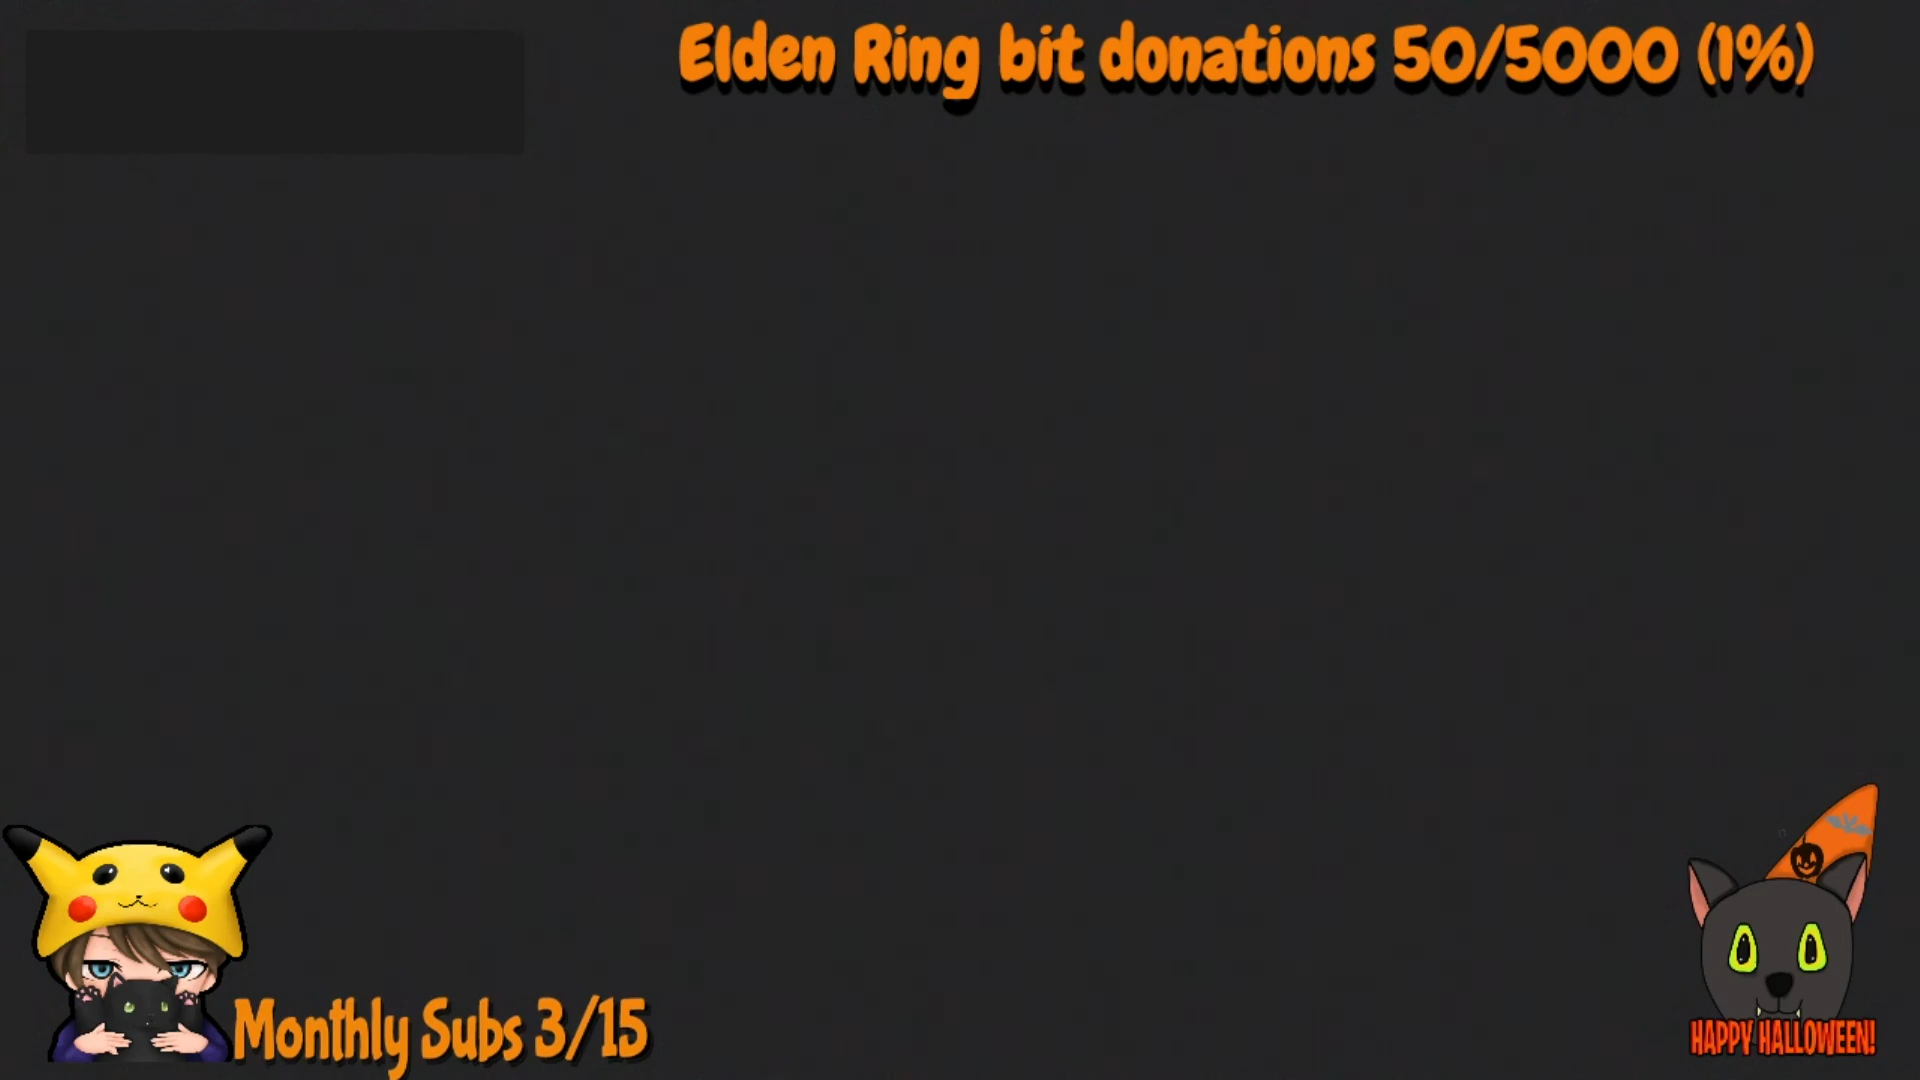 Elden Ring bit donations 50/5000 (1%)
Monthly Subs 3/15
HAPPY HALLOWEEN!